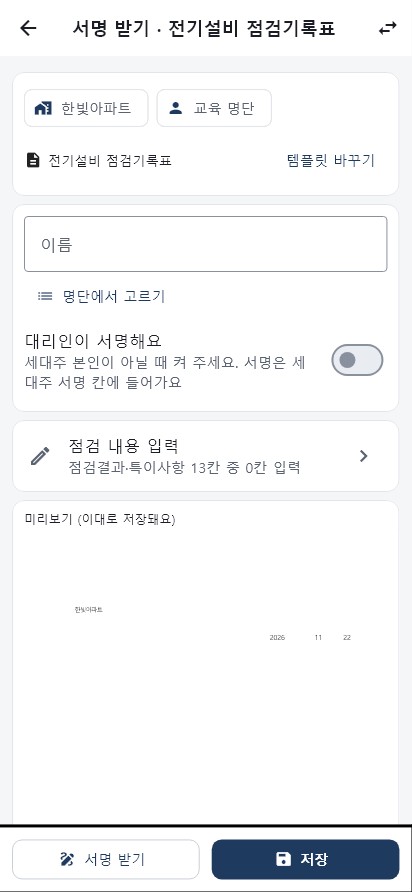 서명 받기 · 전기설비 점검기록표
한빛아파트
교육 명단
전기설비 점검기록표
템플릿 바꾸기
이름
명단에서 고르기
대리인이 서명해요
세대주 본인이 아닐 때 켜 주세요. 서명은 세
대주 서명 칸에 들어가요
점검 내용 입력
점검결과·특이사항 13칸 중 0칸 입력
미리보기 (이대로 저장돼요)
한빛아파트
2026 11 22
서명 받기
저장